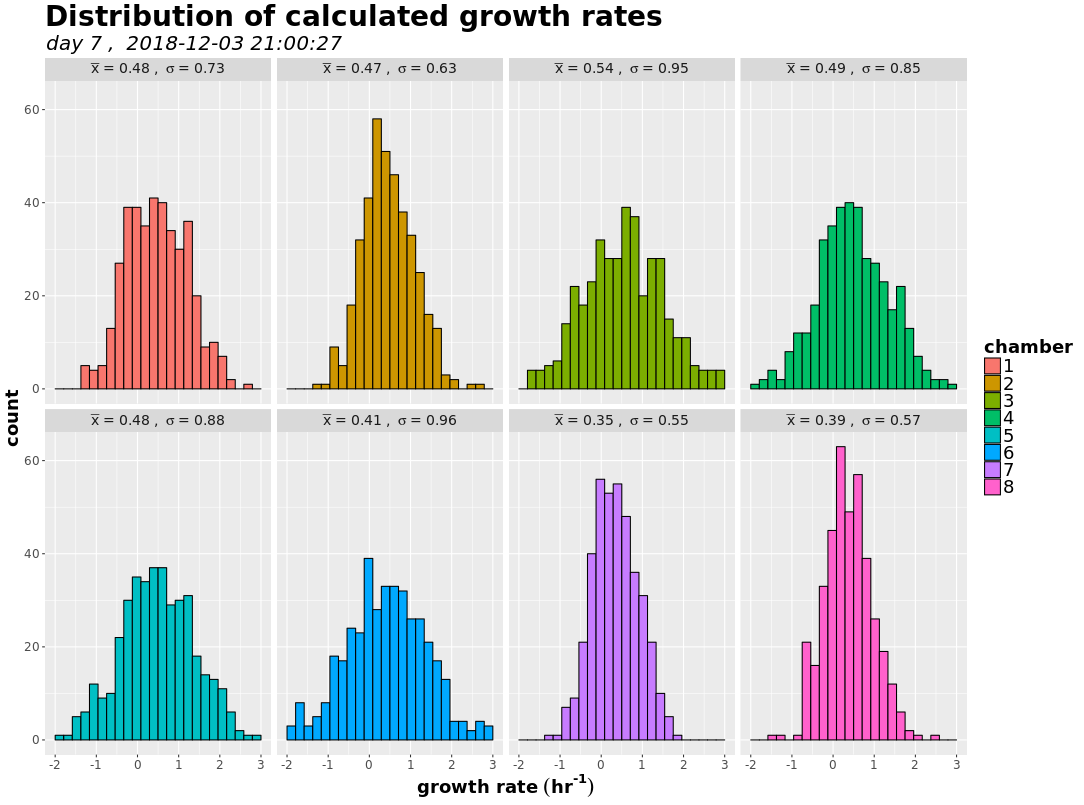 Distribution of calculated growth rates
day 7 ,  2018-12-03 21:00:27
x̅ = 0.48 ,  σ = 0.73
x̅ = 0.47 ,  σ = 0.63
x̅ = 0.54 ,  σ = 0.95
x̅ = 0.49 ,  σ = 0.85
60
40
20
0
x̅ = 0.48 ,  σ = 0.88
x̅ = 0.41 ,  σ = 0.96
x̅ = 0.35 ,  σ = 0.55
x̅ = 0.39 ,  σ = 0.57
60
40
20
0
-2 -1 0 1 2 3
-2 -1 0 1 2 3
-2 -1 0 1 2 3
-2 -1 0 1 2 3
growth rate (hr⁻¹)
count
chamber
1
2
3
4
5
6
7
8